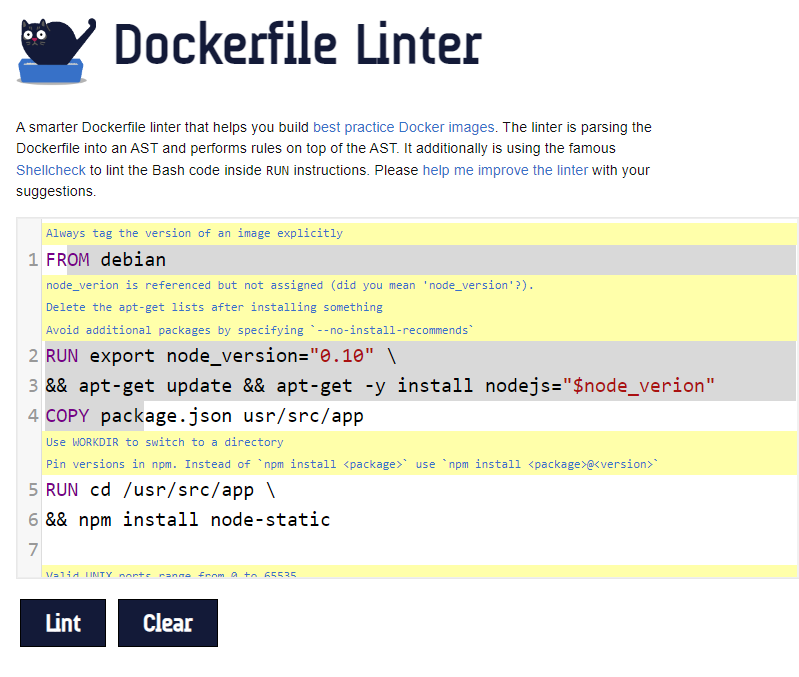 Dockerfile Linter
A smarter Dockerfile linter that helps you build best practice Docker images. The linter is parsing the
Dockerfile into an AST and performs rules on top of the AST. It additionally is using the famous
Shellcheck to lint the Bash code inside RUN instructions. Please help me improve the linter with your
suggestions.
Always tag the version of an image explicitly
1 FROM debian
node_verion is referenced but not assigned (did you mean 'node_version'?).
Delete the apt-get lists after installing something
Avoid additional packages by specifying `--no-install-recommends`
2 RUN export node_version="0.10" \
3 && apt-get update && apt-get -y install nodejs="$node_verion"
4 COPY package.json usr/src/app
Use WORKDIR to switch to a directory
Pin versions in npm. Instead of `npm install <package>` use `npm install <package>@<version>`
5 RUN cd /usr/src/app \
6 && npm install node-static
7
Valid UNIX ports range from 0 to 65535
Lint Clear